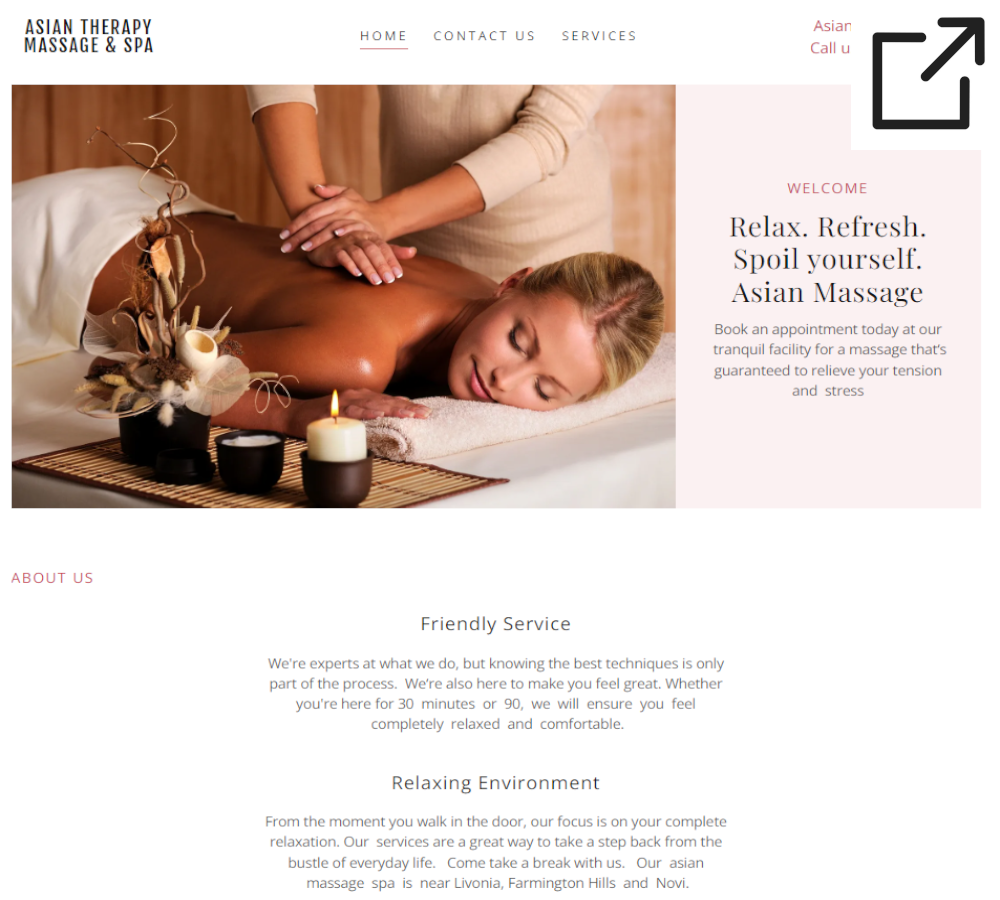 ASIAN THERAPY
MASSAGE & SPA
HOME CONTACT US SERVICES
Asian
Call
WELCOME
Relax. Refresh.
Spoil yourself.
Asian Massage
Book an appointment today at our
tranquil facility for a massage that's
guaranteed to relieve your tension
and stress
ABOUT US
Friendly Service
We're experts at what we do, but knowing the best techniques is only
part of the process. We're also here to make you feel great. Whether
you're here for 30 minutes or 90, we will ensure you feel
completely relaxed and comfortable.
Relaxing Environment
From the moment you walk in the door, our focus is on your complete
relaxation. Our services are a great way to take a step back from the
bustle of everyday life. Come take a break with us. Our asian
massage spa is near Livonia, Farmington Hills and Novi.